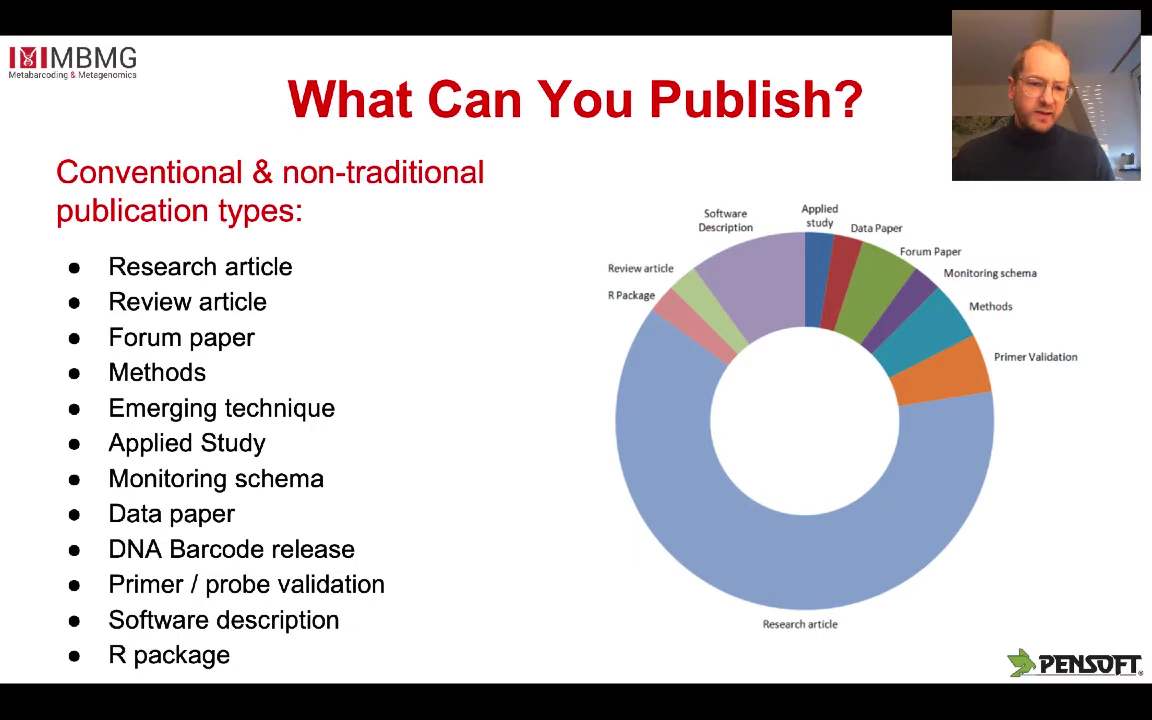 MBMG
Metabarcoding & Metagenomics
What Can You Publish?
Conventional & non-traditional
publication types:
● Research article
● Review article
● Forum paper
● Methods
● Emerging technique
● Applied Study
● Monitoring schema
● Data paper
● DNA Barcode release
● Primer / probe validation
● Software description
● R package
Software
Description
Applied
study
Data Paper
Forum Paper
Monitoring schema
Methods
Primer Validation
Review article
R Package
Research article
PENSOFT®